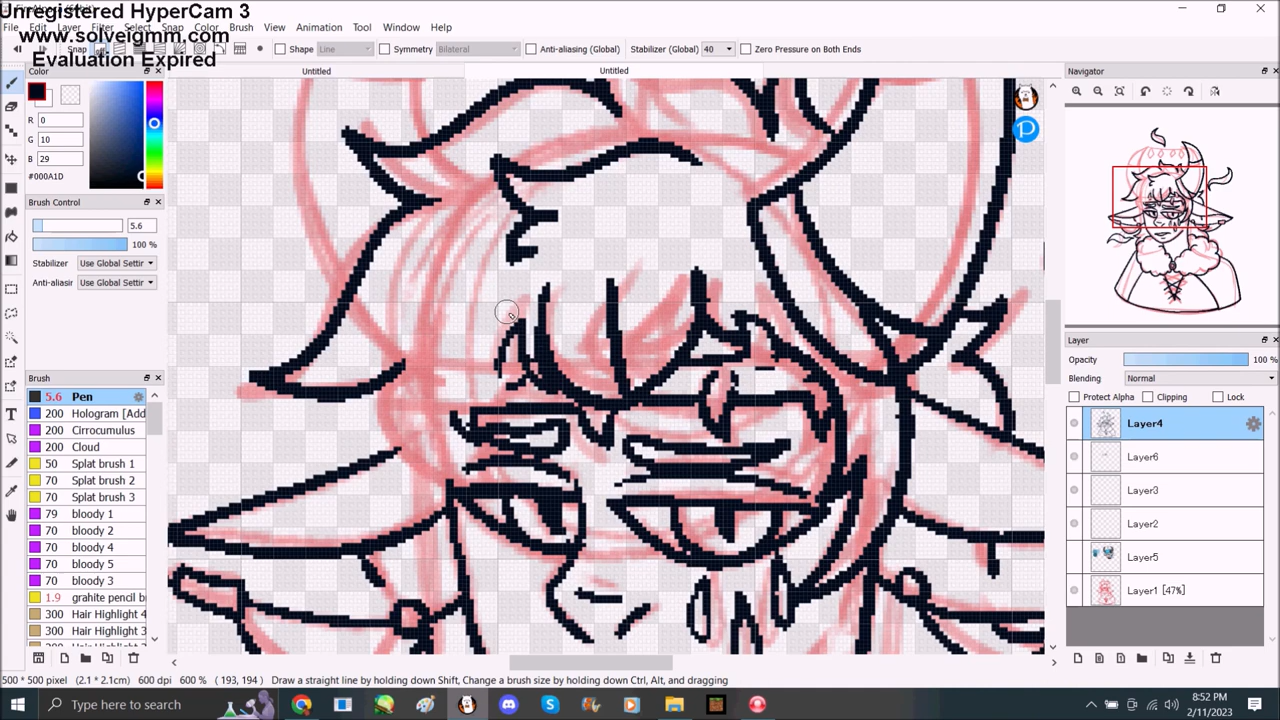 Unregistered HyperCam 3
www.solveigmm.com
Evaluation Expired
File Edit Layer Filter Select Snap Color Brush View Animation Tool Window Help
Snap Shape Line Symmetry Bilateral Anti-aliasing (Global) Stabilizer (Global) 40 Zero Pressure on Both Ends
Color
Untitled
Untitled
Navigator
R 0
G 10
B 29
#000A1D
Brush Control
5.6
100 %
Stabilizer Use Global Settir
Anti-aliasir Use Global Settir
Layer
Opacity 100 %
Blending Normal
Protect Alpha Clipping Lock
Layer4
Layer6
Layer3
Layer2
Layer5
Layer1 [47%]
Brush
5.6 Pen
200 Hologram [Add
200 Cirrocumulus
200 Cloud
50 Splat brush 1
70 Splat brush 2
70 Splat brush 3
79 bloody 1
70 bloody 2
70 bloody 4
70 bloody 5
70 bloody 3
1.9 grahite pencil b
300 Hair Highlight 4
300 Hair Highlight 3
500 * 500 pixel (2.1 * 2.1cm) 600 dpi 600 % ( 193, 194 ) Draw a straight line by holding down Shift, Change a brush size by holding down Ctrl, Alt, and dragging
Type here to search
8:52 PM
2/11/2023